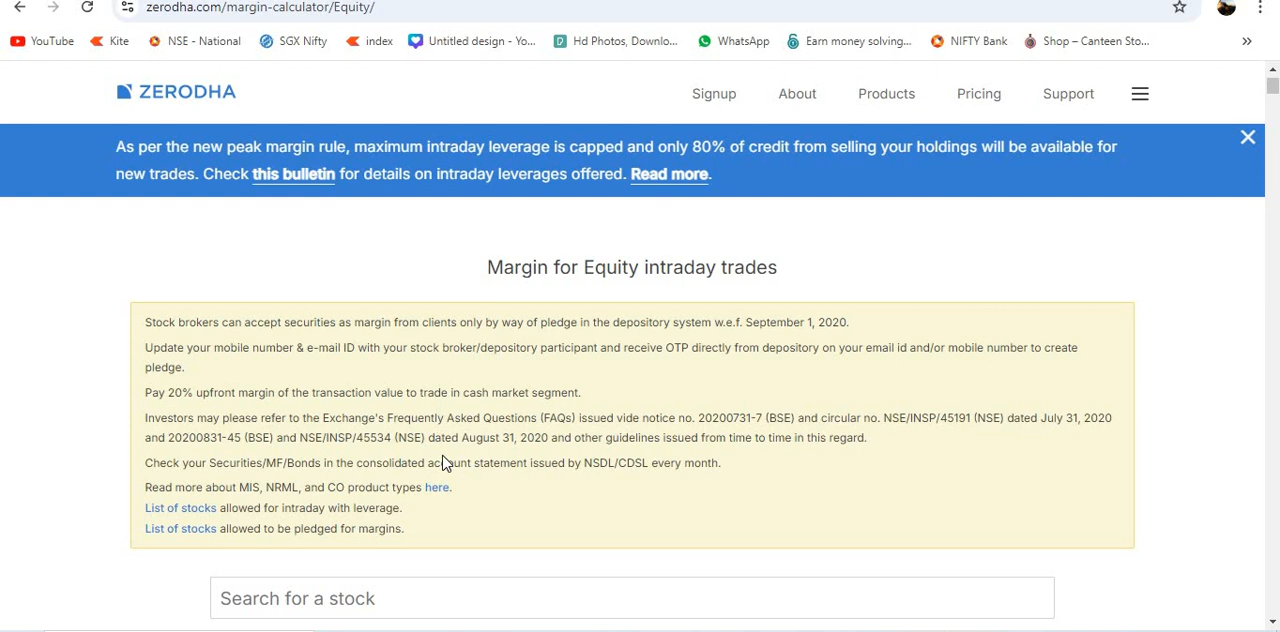 zerodha.com/margin-calculator/Equity/
YouTube Kite NSE - National SGX Nifty index Untitled design - Yo... Hd Photos, Downlo... WhatsApp Earn money solving... NIFTY Bank Shop – Canteen Sto... »
ZERODHA Signup About Products Pricing Support
As per the new peak margin rule, maximum intraday leverage is capped and only 80% of credit from selling your holdings will be available for
new trades. Check this bulletin for details on intraday leverages offered. Read more.
Margin for Equity intraday trades
Stock brokers can accept securities as margin from clients only by way of pledge in the depository system w.e.f. September 1, 2020.
Update your mobile number & e-mail ID with your stock broker/depository participant and receive OTP directly from depository on your email id and/or mobile number to create
pledge.
Pay 20% upfront margin of the transaction value to trade in cash market segment.
Investors may please refer to the Exchange's Frequently Asked Questions (FAQs) issued vide notice no. 20200731-7 (BSE) and circular no. NSE/INSP/45191 (NSE) dated July 31, 2020
and 20200831-45 (BSE) and NSE/INSP/45534 (NSE) dated August 31, 2020 and other guidelines issued from time to time in this regard.
Check your Securities/MF/Bonds in the consolidated account statement issued by NSDL/CDSL every month.
Read more about MIS, NRML, and CO product types here.
List of stocks allowed for intraday with leverage.
List of stocks allowed to be pledged for margins.
Search for a stock